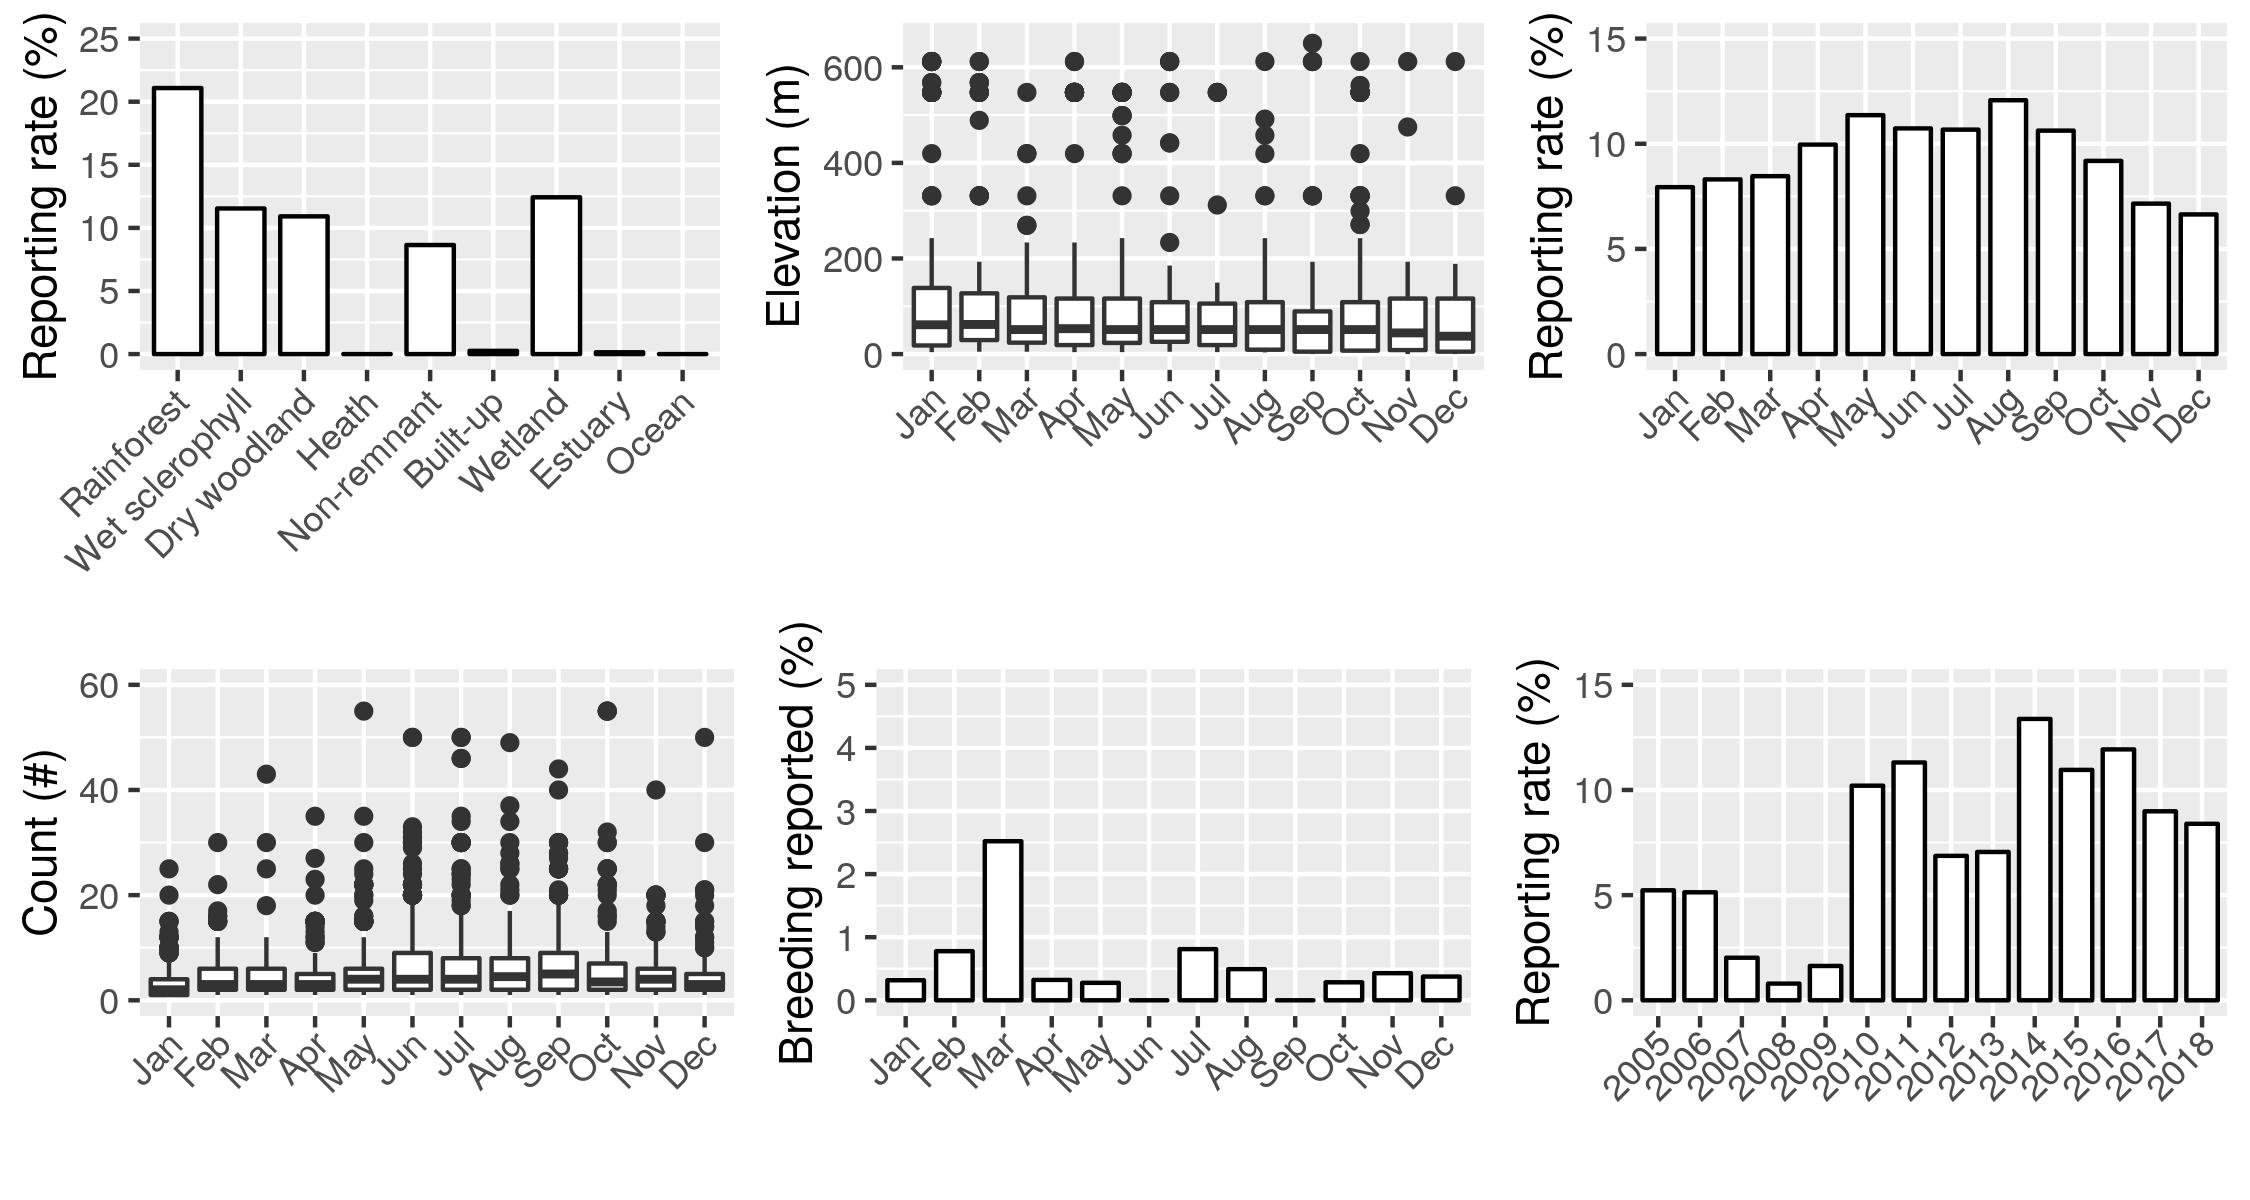 Reporting rate (%)
25
20
15
10
5
0
Rainforest
Wet sclerophyll
Dry woodland
Heath
Non-remnant
Built-up
Wetland
Estuary
Ocean
Elevation (m)
600
400
200
0
Jan
Feb
Mar
Apr
May
Jun
Jul
Aug
Sep
Oct
Nov
Dec
Reporting rate (%)
15
10
5
0
Jan
Feb
Mar
Apr
May
Jun
Jul
Aug
Sep
Oct
Nov
Dec
Count (#)
60
40
20
0
Jan
Feb
Mar
Apr
May
Jun
Jul
Aug
Sep
Oct
Nov
Dec
Breeding reported (%)
5
4
3
2
1
0
Jan
Feb
Mar
Apr
May
Jun
Jul
Aug
Sep
Oct
Nov
Dec
Reporting rate (%)
15
10
5
0
2005
2006
2007
2008
2009
2010
2011
2012
2013
2014
2015
2016
2017
2018